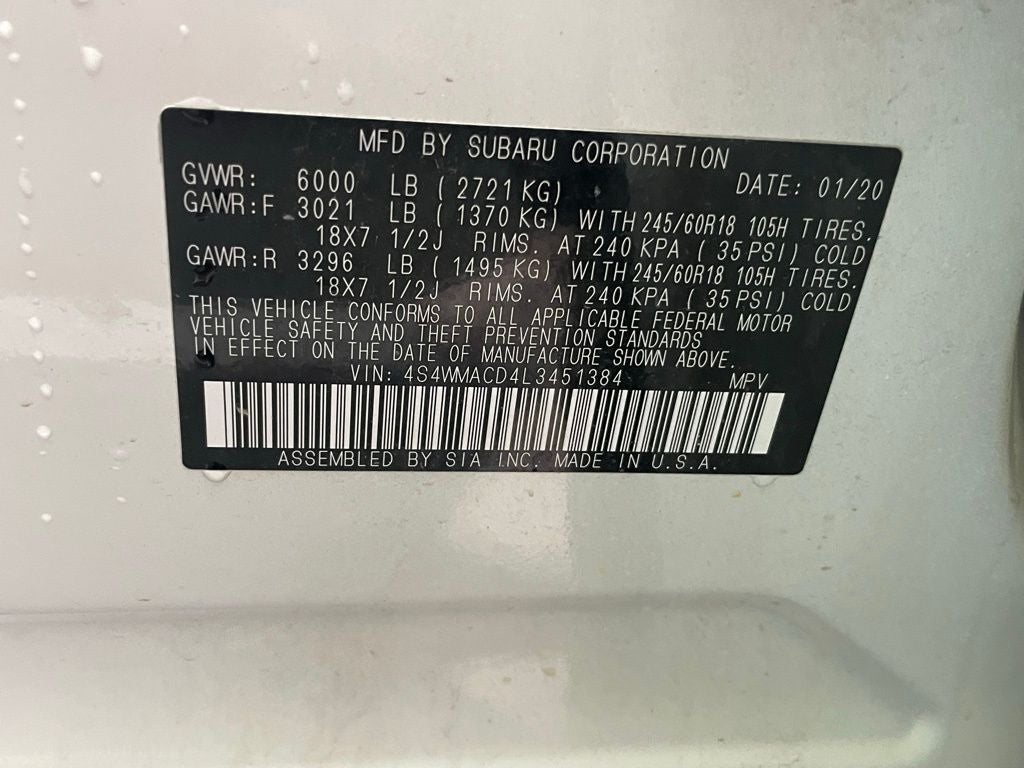 MFD BY SUBARU CORPORATION
GVWR: 6000 LB ( 2721 KG) DATE: 01/20
GAWR:F 3021 LB ( 1370 KG) WITH 245/60R18 105H TIRES.
18X7 1/2J RIMS. AT 240 KPA ( 35 PSI) COLD
GAWR:R 3296 LB ( 1495 KG) WITH 245/60R18 105H TIRES.
18X7 1/2J RIMS. AT 240 KPA ( 35 PSI) COLD
THIS VEHICLE CONFORMS TO ALL APPLICABLE FEDERAL MOTOR
VEHICLE SAFETY AND THEFT PREVENTION STANDARDS
IN EFFECT ON THE DATE OF MANUFACTURE SHOWN ABOVE.
VIN: 4S4WMACD4L3451384 MPV
ASSEMBLED BY SIA INC. MADE IN U.S.A.